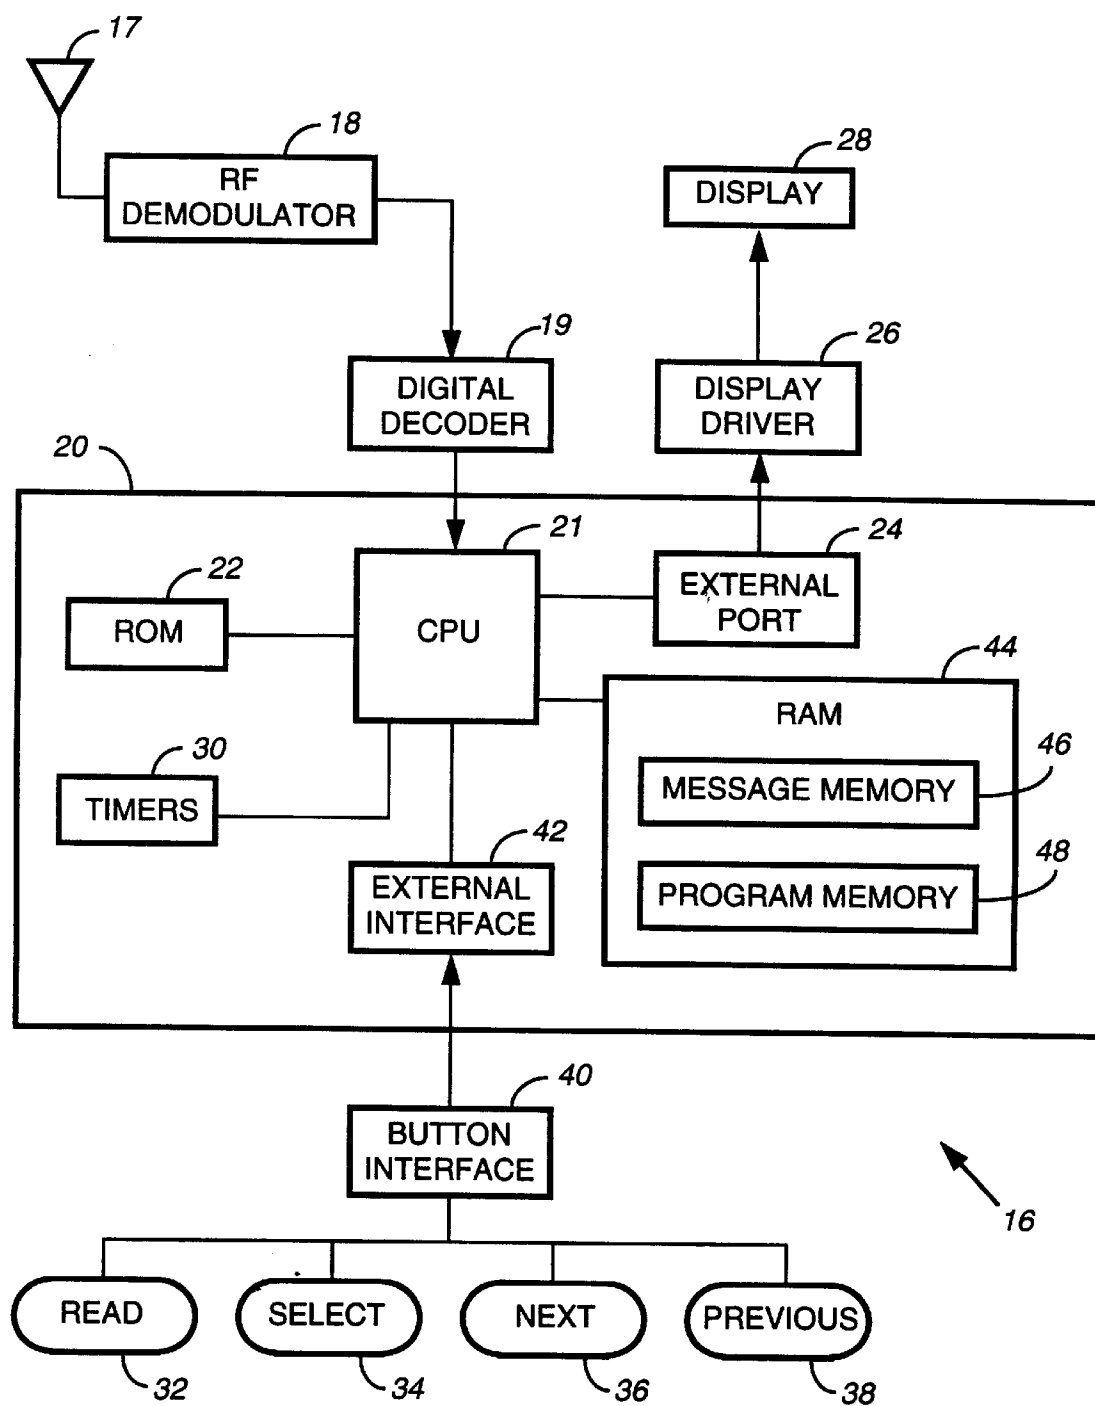 17
18
RF
DEMODULATOR
28
DISPLAY
19
DIGITAL
DECODER
26
DISPLAY
DRIVER
20
21
CPU
24
EXTERNAL
PORT
22
ROM
44
RAM
46
MESSAGE MEMORY
48
PROGRAM MEMORY
30
TIMERS
42
EXTERNAL
INTERFACE
40
BUTTON
INTERFACE
16
READ
SELECT
NEXT
PREVIOUS
32
34
36
38